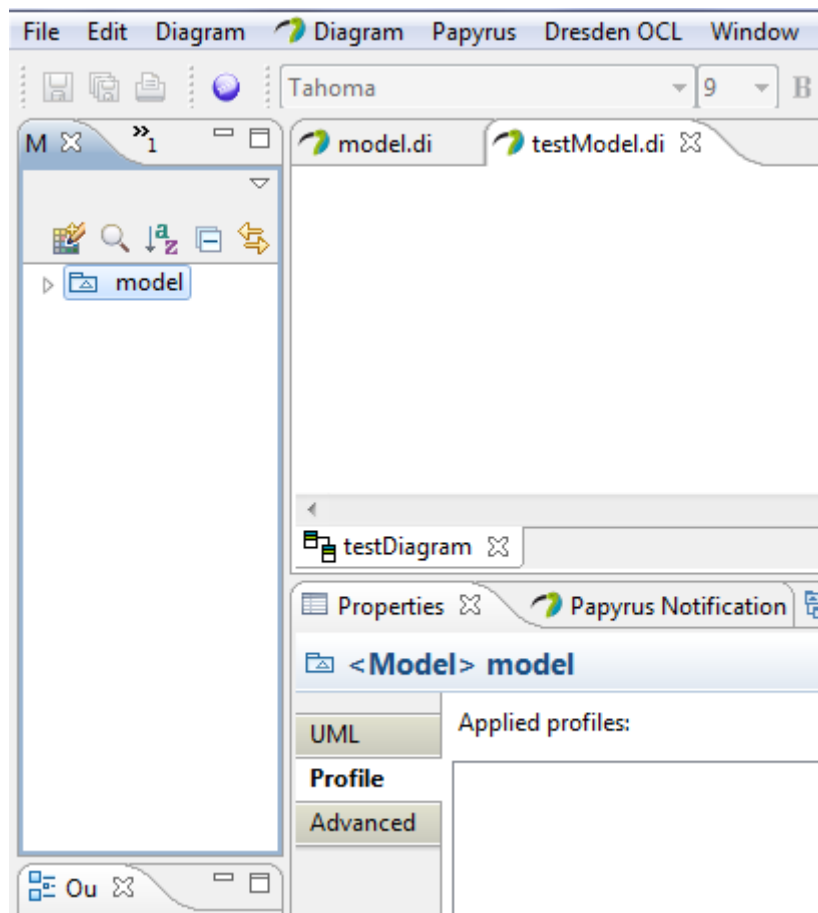 File Edit Diagram Diagram Papyrus Dresden OCL Window
Tahoma 9 B
M »1 model.di testModel.di
a z
model
testDiagram
Properties Papyrus Notification
<Model> model
UML Applied profiles:
Profile
Advanced
Ou